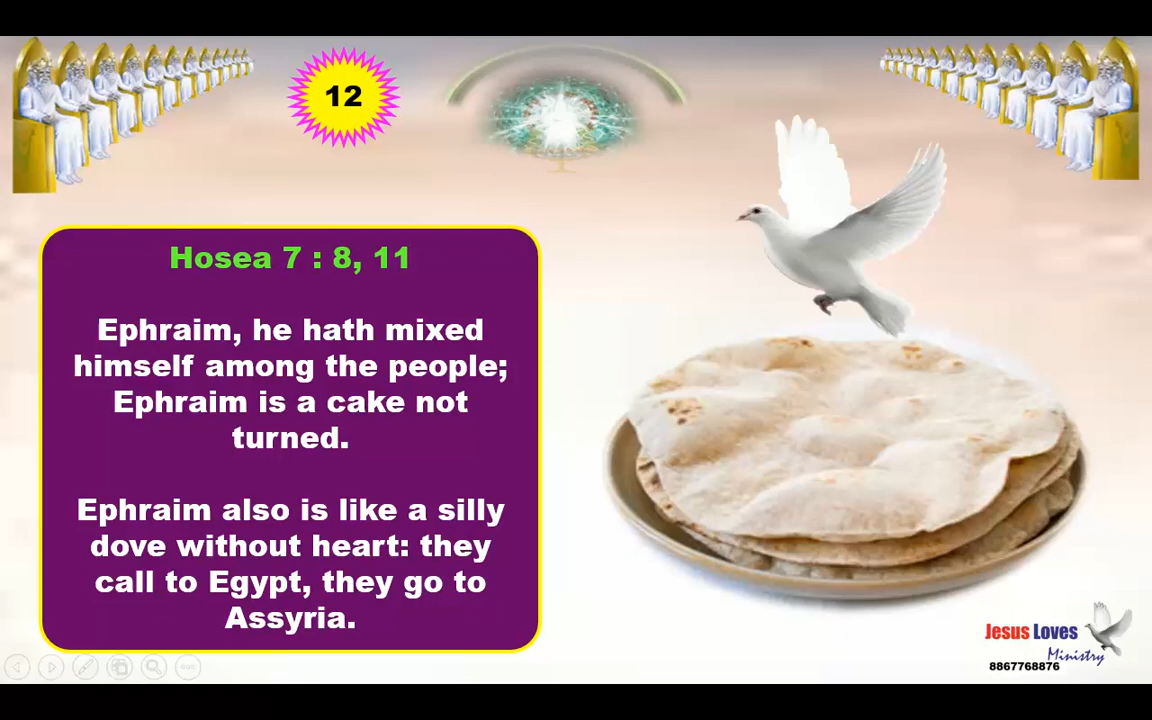 12
Hosea 7 : 8, 11
Ephraim, he hath mixed
himself among the people;
Ephraim is a cake not
turned.
Ephraim also is like a silly
dove without heart: they
call to Egypt, they go to
Assyria.
Jesus Loves
Ministry
8867768876